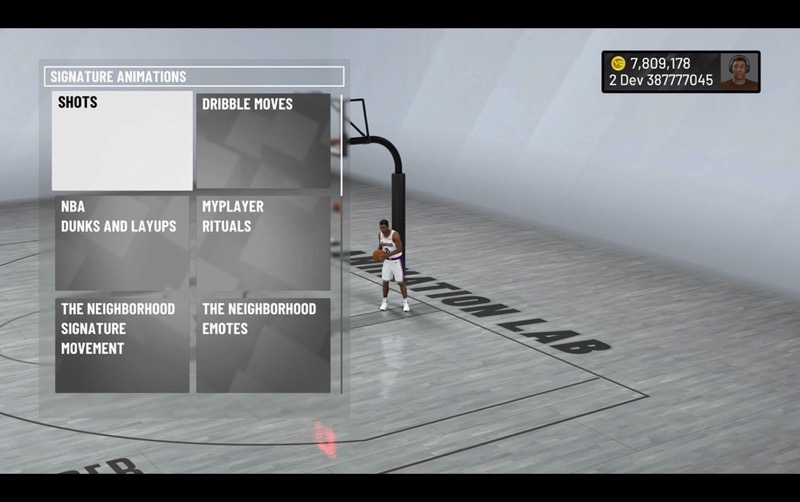 SIGNATURE ANIMATIONS
SHOTS
DRIBBLE MOVES
NBA
DUNKS AND LAYUPS
MYPLAYER
RITUALS
THE NEIGHBORHOOD
SIGNATURE
MOVEMENT
THE NEIGHBORHOOD
EMOTES
7,809,178
2 Dev 387777045
ANIMATION LAB